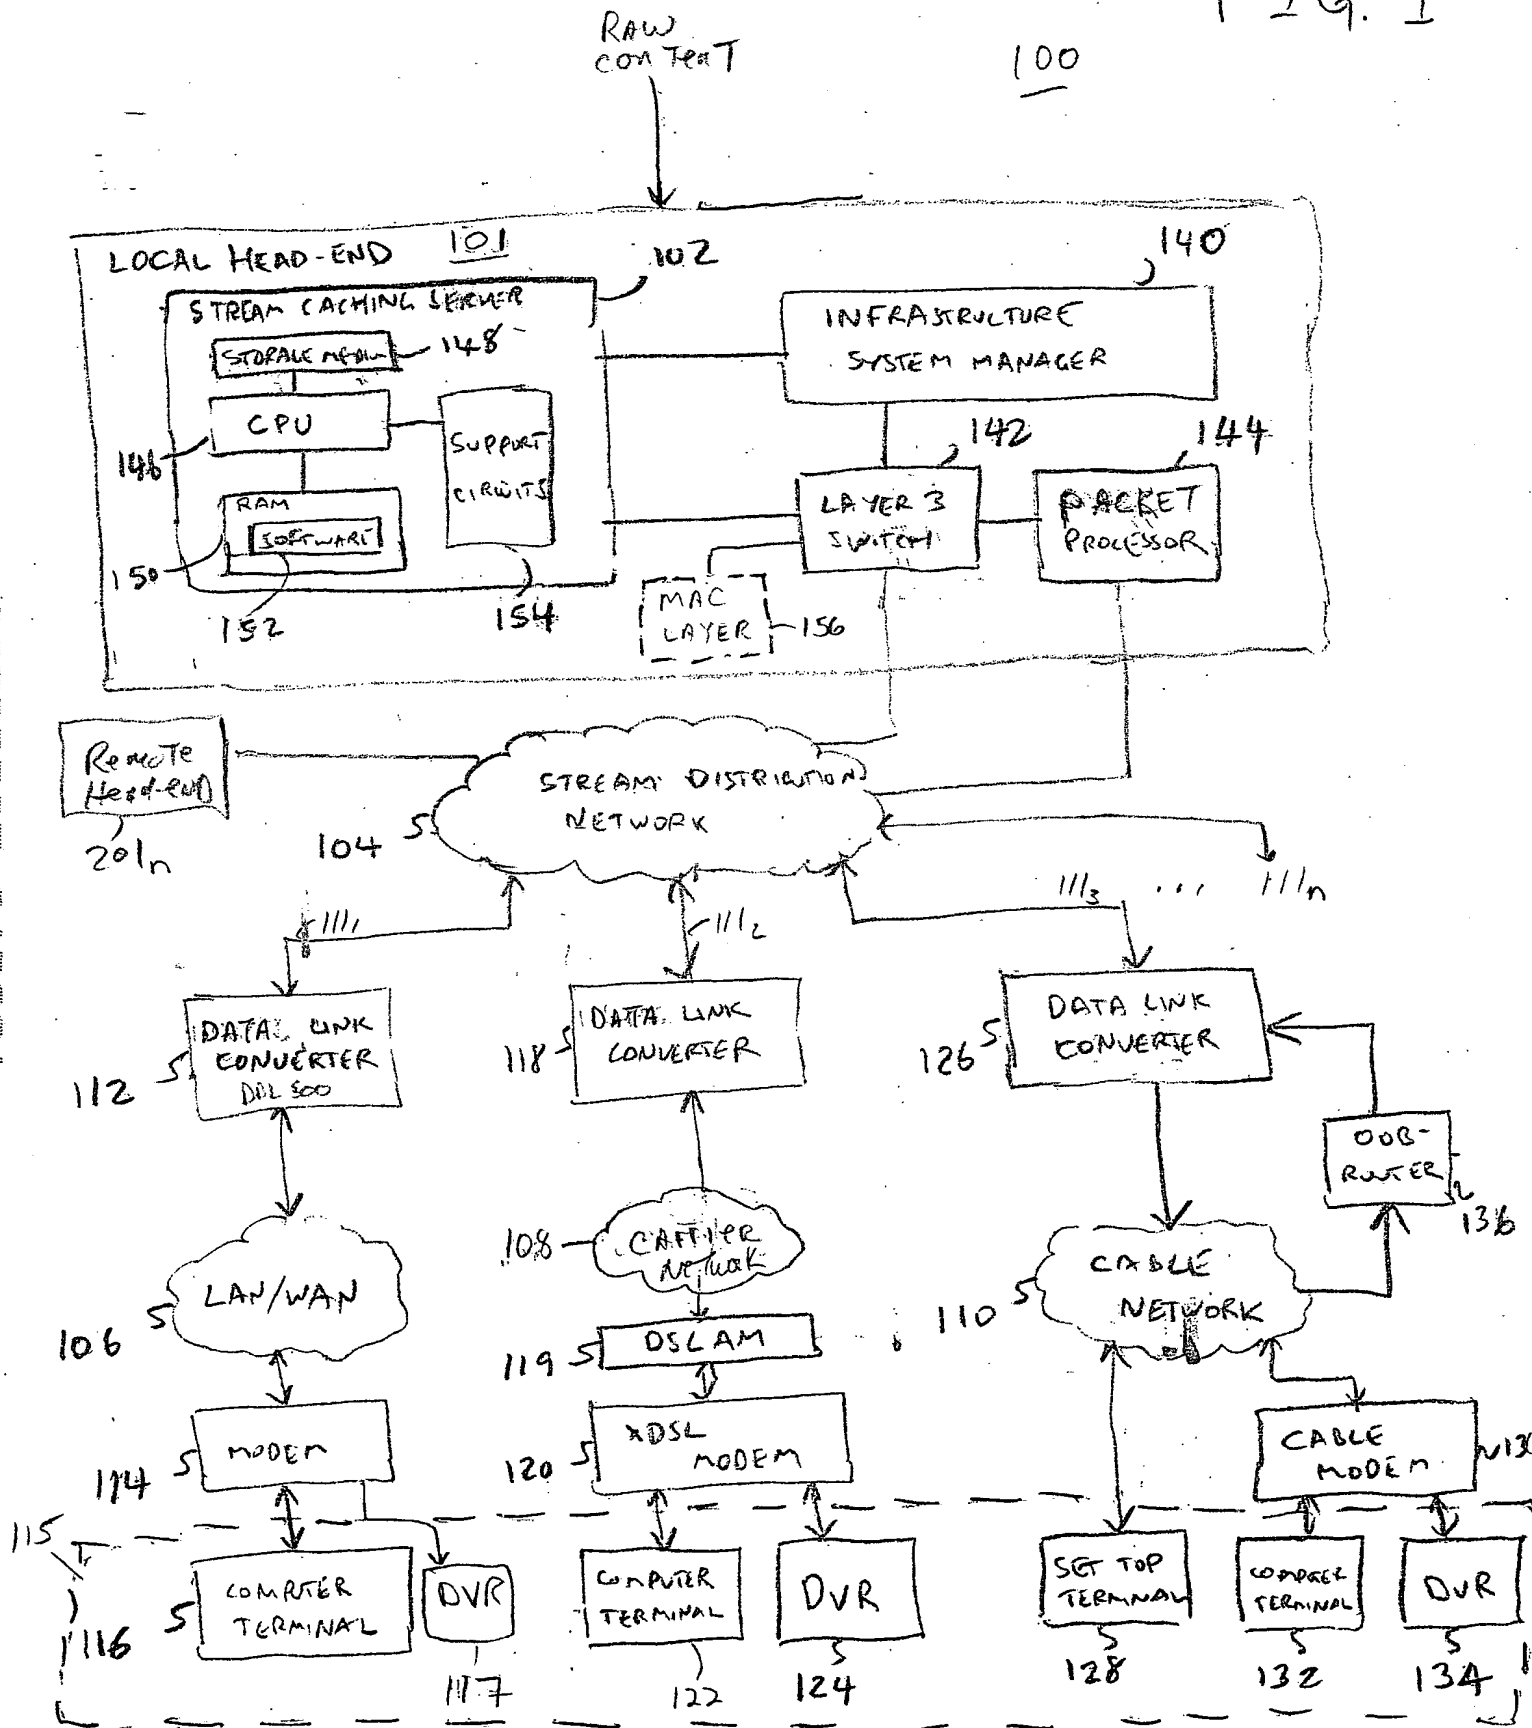 FIG. 1
RAW
conTenT
100
LOCAL HEAD-END 101
102
140
STREAM CACHING SERVER
INFRASTRUCTURE
SYSTEM MANAGER
STORAGE MEDIA
148
CPU
146
SUPPORT
CIRCUITS
142
144
RAM
SOFTWARE
150
152
154
LAYER 3
SWITCH
PACKET
PROCESSOR
MAC
LAYER
156
Remote
Head-end
201n
STREAM DISTRIBUTION
NETWORK
104
111₁
111₂
111₃ ... 111n
DATA LINK
CONVERTER
112
DATA LINK
CONVERTER
118
DATA LINK
CONVERTER
126
OOB-
ROUTER
136
LAN/WAN
106
CARRIER
Network
108
CABLE
NETWORK
110
DSLAM
119
MODEM
114
XDSL
MODEM
120
CABLE
MODEM
115
COMPUTER
TERMINAL
116
DVR
117
COMPUTER
TERMINAL
122
DVR
124
SET TOP
TERMINAL
128
COMPUTER
TERMINAL
132
DVR
134